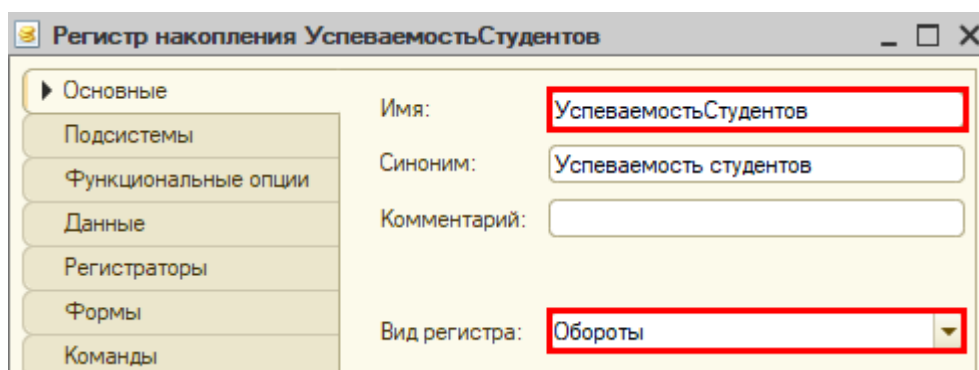 Регистр накопления УспеваемостьСтудентов
Основные
Подсистемы
Функциональные опции
Данные
Регистраторы
Формы
Команды
Имя: УспеваемостьСтудентов
Синоним: Успеваемость студентов
Комментарий:
Вид регистра: Обороты